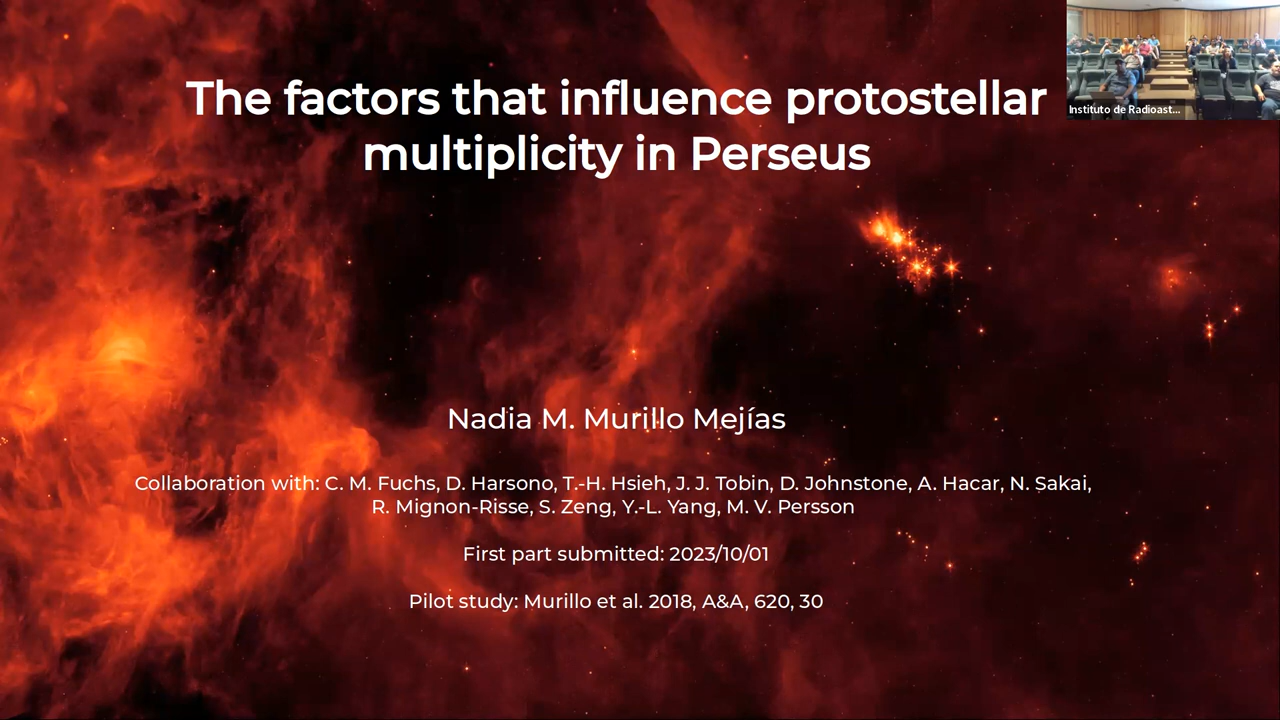 The factors that influence protostellar
multiplicity in Perseus
Instituto de Radioast...
Nadia M. Murillo Mejías
Collaboration with: C. M. Fuchs, D. Harsono, T.-H. Hsieh, J. J. Tobin, D. Johnstone, A. Hacar, N. Sakai,
R. Mignon-Risse, S. Zeng, Y.-L. Yang, M. V. Persson
First part submitted: 2023/10/01
Pilot study: Murillo et al. 2018, A&A, 620, 30